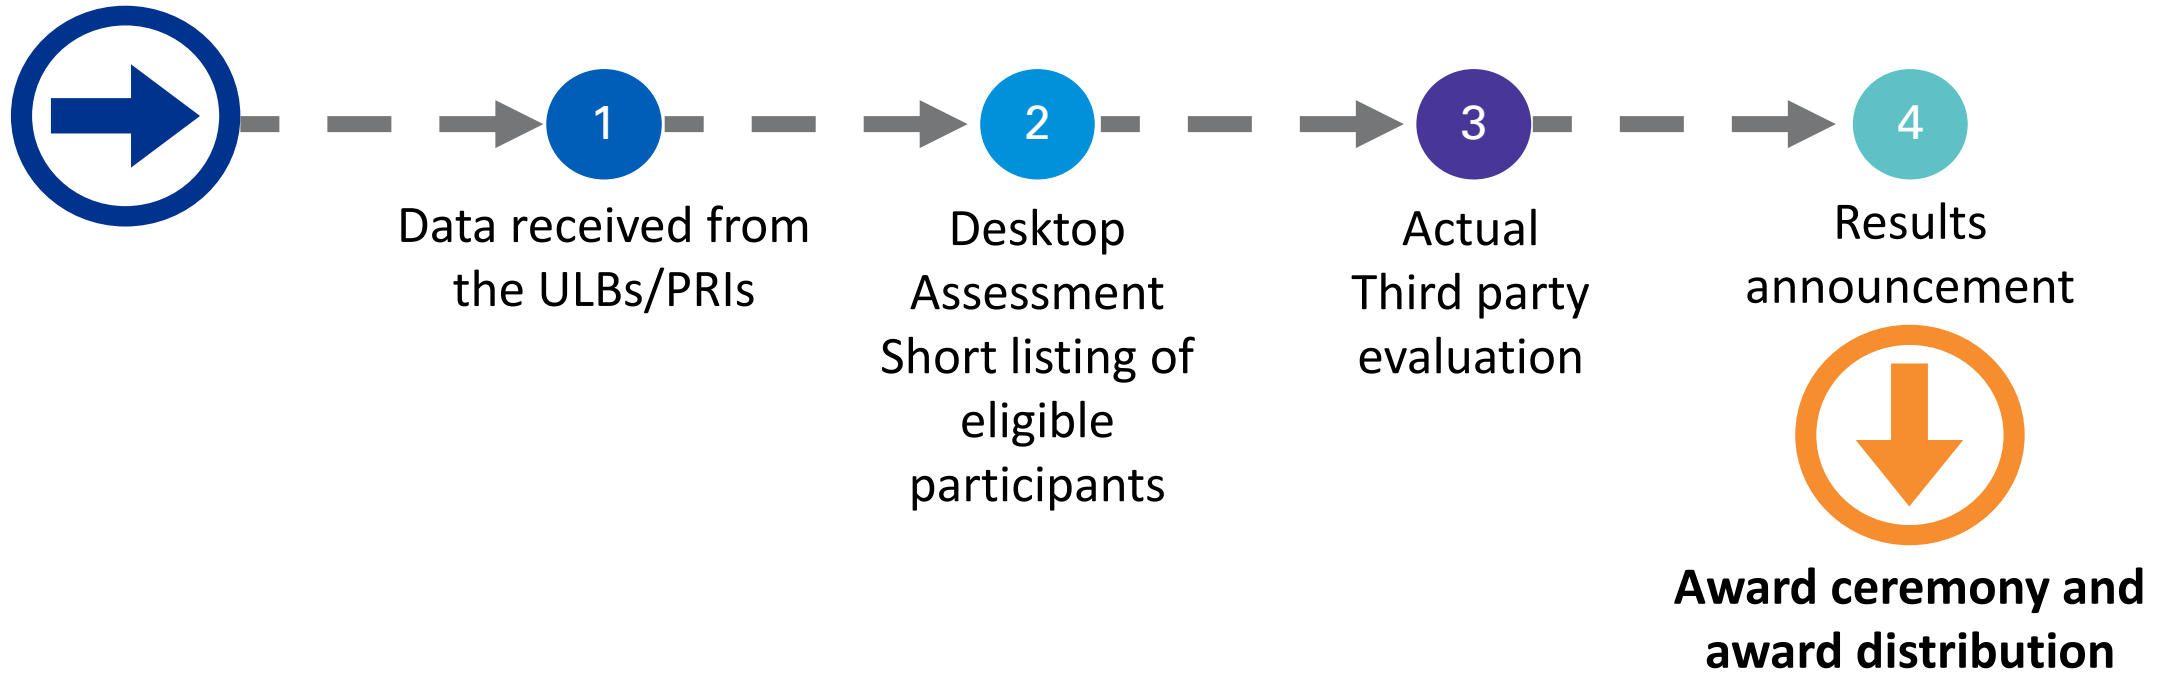 1
Data received from
the ULBs/PRIs
2
Desktop
Assessment
Short listing of
eligible
participants
3
Actual
Third party
evaluation
4
Results
announcement
Award ceremony and
award distribution